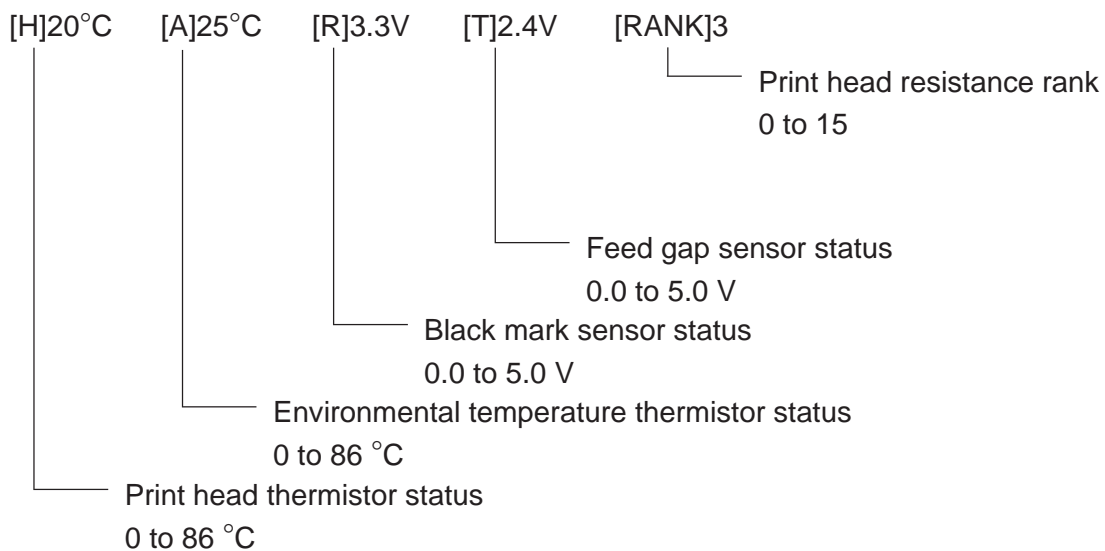 [H]20°C [A]25°C [R]3.3V [T]2.4V [RANK]3
Print head resistance rank
0 to 15
Feed gap sensor status
0.0 to 5.0 V
Black mark sensor status
0.0 to 5.0 V
Environmental temperature thermistor status
0 to 86 °C
Print head thermistor status
0 to 86 °C